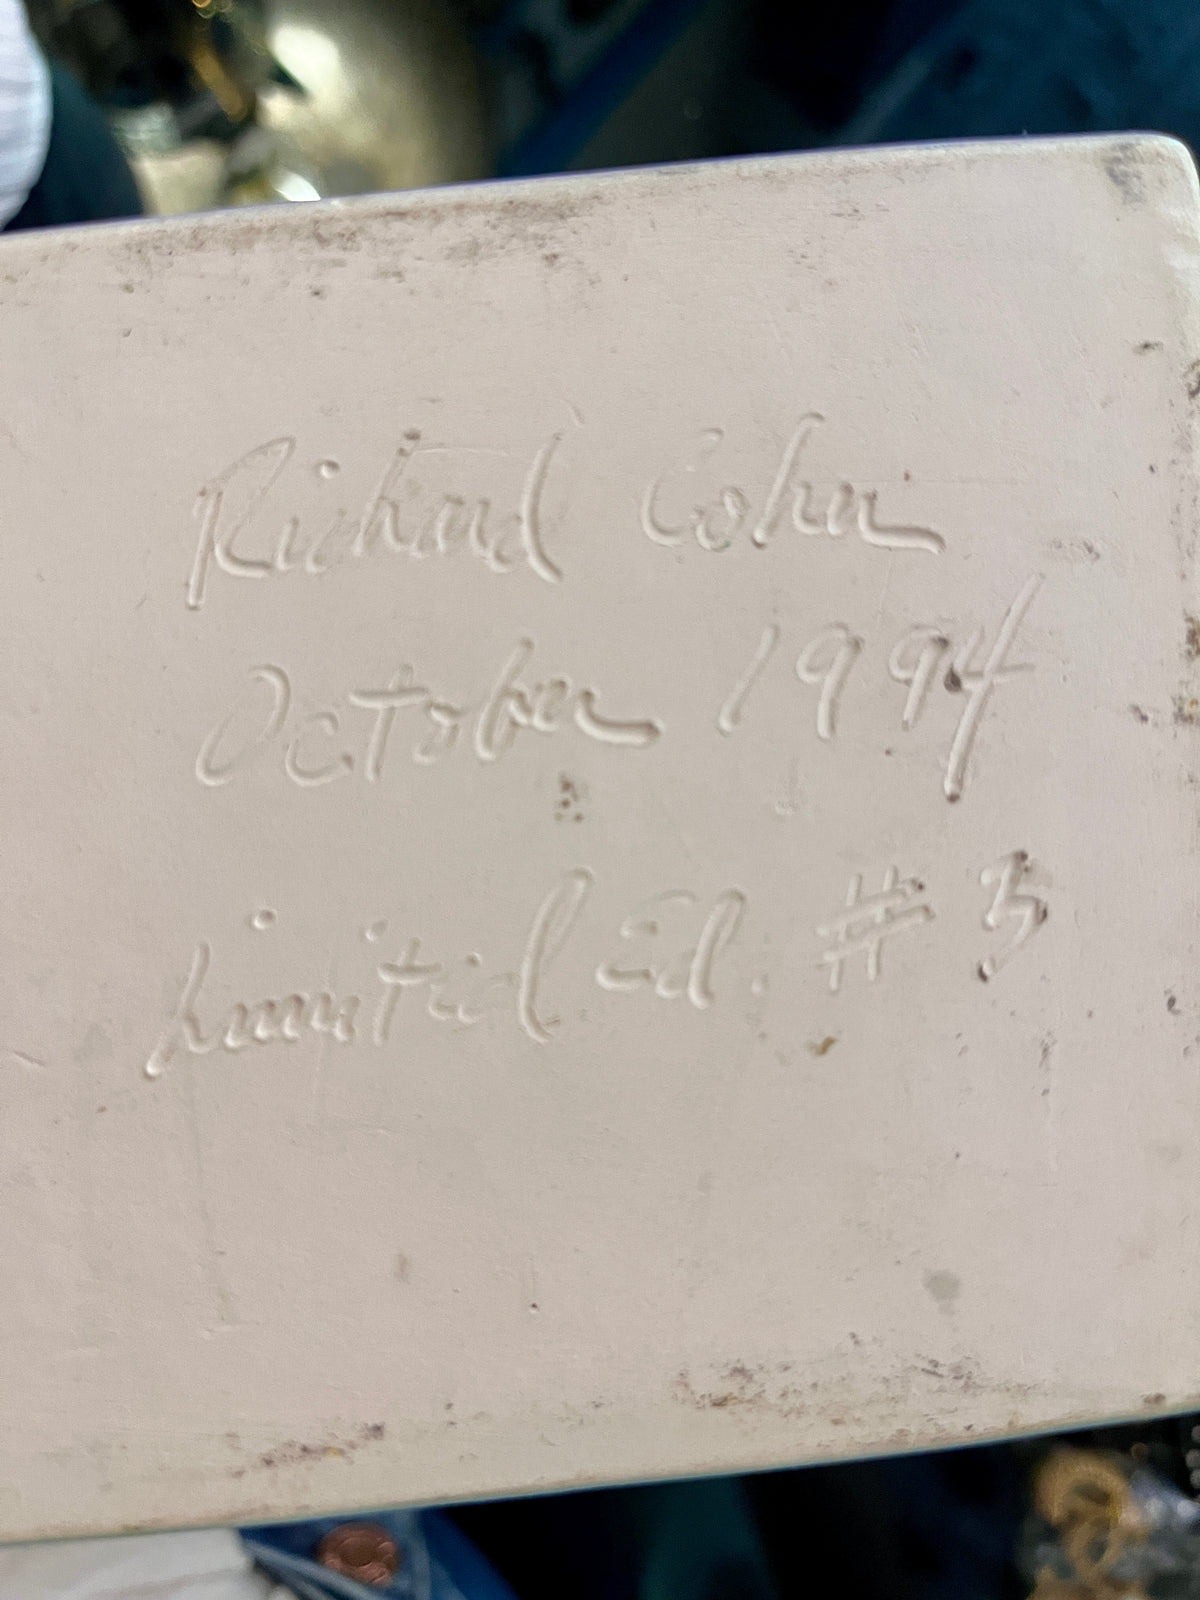 Richard Cohn
October 1994
Limited Ed. # 3